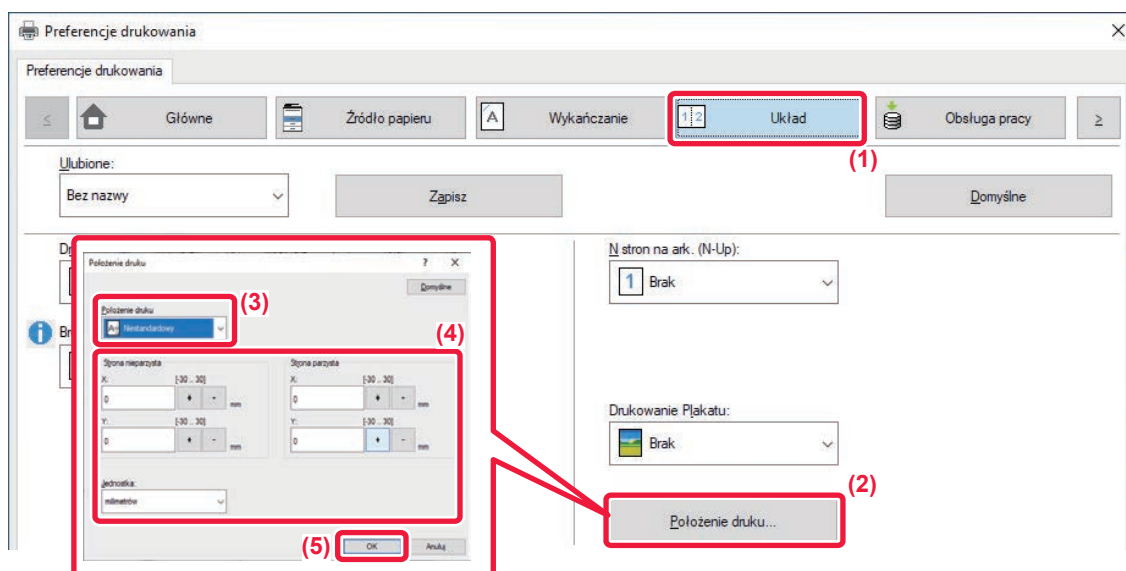 Preferencje drukowania
Preferencje drukowania
< Główne Źródło papieru Wykańczanie 1 2 Układ Obsługa pracy >
(1)
Ulubione:
Bez nazwy Zapisz Domyślne
N stron na ark. (N-Up):
1 Brak
Drukowanie Plakatu:
Brak
(2)
Położenie druku...
Położenie druku ? X
Domyślne
(3)
Położenie druku
Niestandardowy
(4)
Strona nieparzysta Strona parzysta
X: [-30 .. 30] X: [-30 .. 30]
0 + - mm 0 + - mm
Y: [-30 .. 30] Y: [-30 .. 30]
0 + - mm 0 + - mm
Jednostka:
milimetrów
(5) OK Anuluj